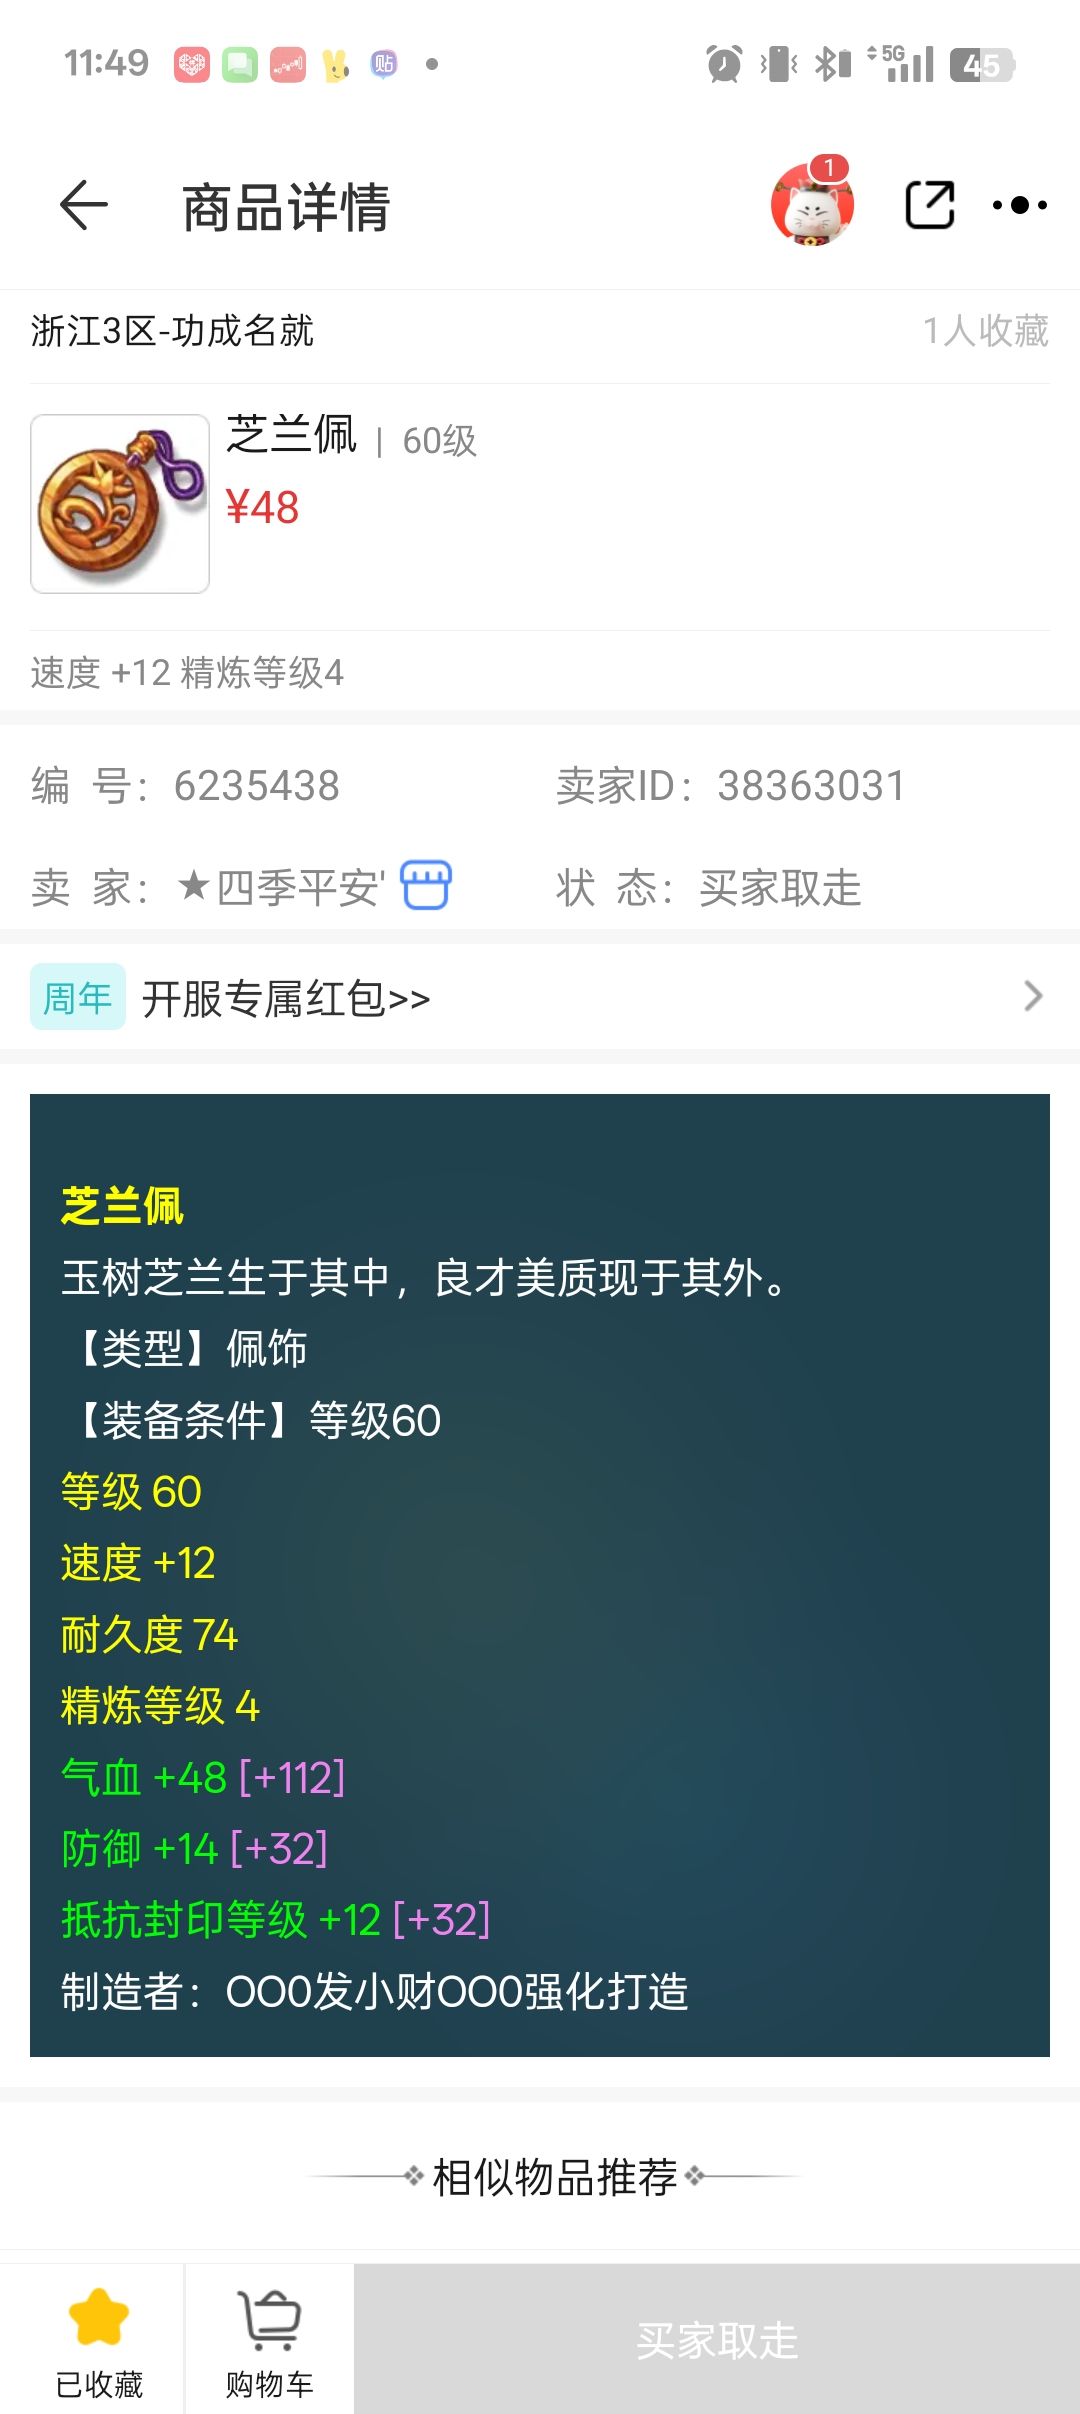 11:49 贴 5G 45
商品详情 1
浙江3区-功成名就 1人收藏
芝兰佩 | 60级
¥48
速度 +12 精炼等级4
编 号：6235438 卖家ID：38363031
卖 家：★四季平安' 状 态：买家取走
周年 开服专属红包>>
芝兰佩
玉树芝兰生于其中，良才美质现于其外。
【类型】佩饰
【装备条件】等级60
等级 60
速度 +12
耐久度 74
精炼等级 4
气血 +48 [+112]
防御 +14 [+32]
抵抗封印等级 +12 [+32]
制造者：OO0发小财OO0强化打造
相似物品推荐
已收藏 购物车 买家取走